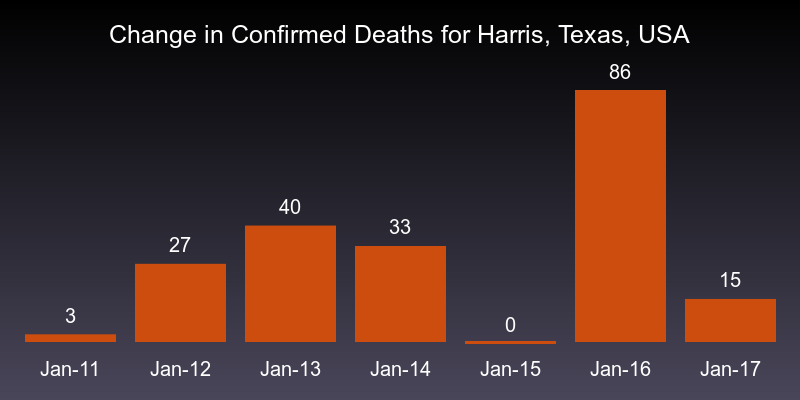 Change in Confirmed Deaths for Harris, Texas, USA
3
27
40
33
0
86
15
Jan-11
Jan-12
Jan-13
Jan-14
Jan-15
Jan-16
Jan-17